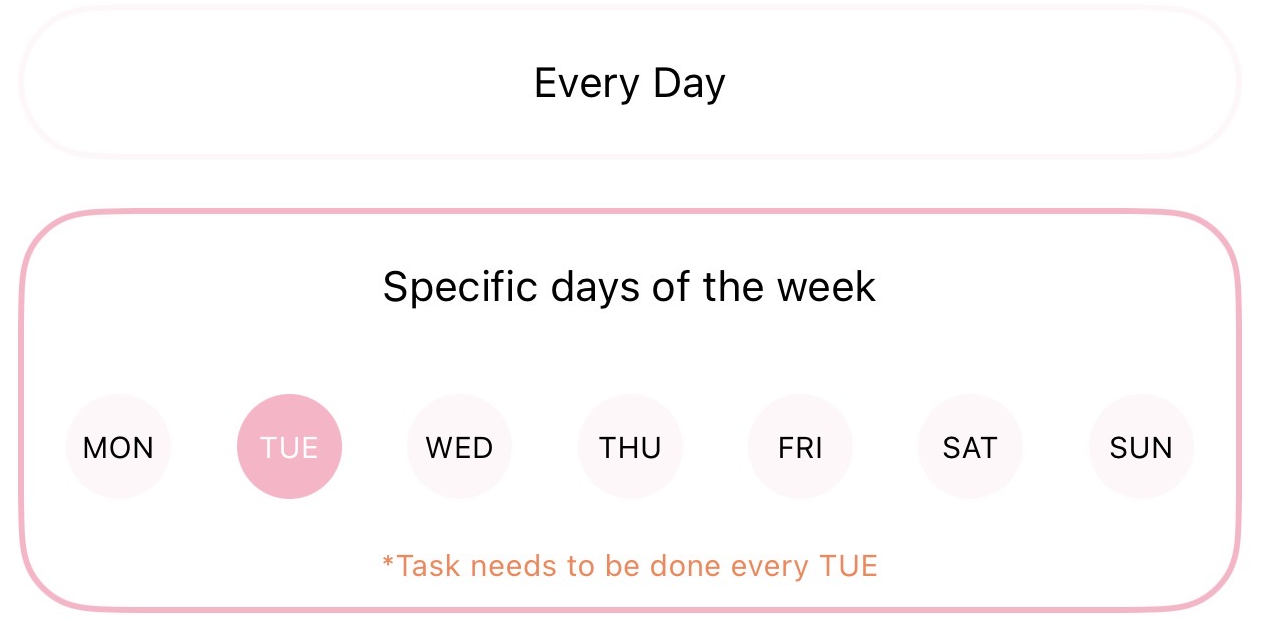 Every Day
Specific days of the week
MON TUE WED THU FRI SAT SUN
*Task needs to be done every TUE